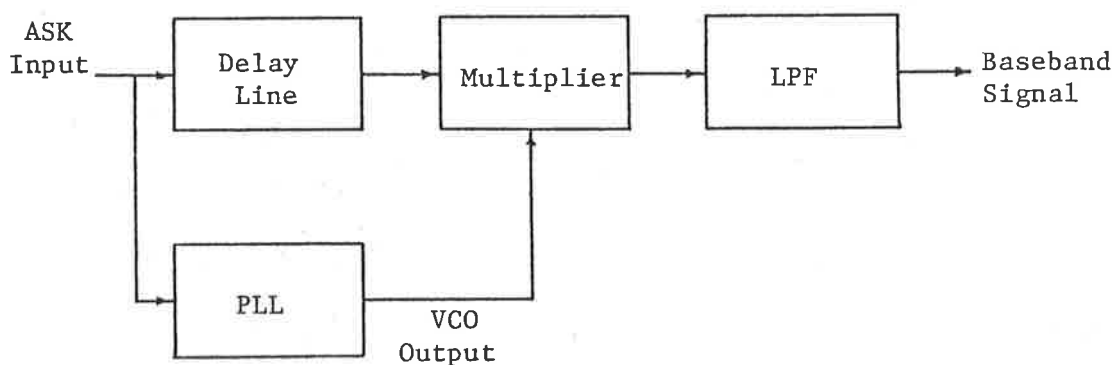 ASK
Input
Delay
Line
Multiplier
LPF
Baseband
Signal
PLL
VCO
Output